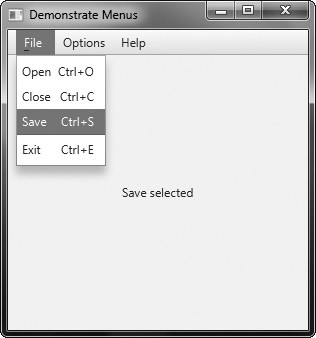 Demonstrate Menus
File Options Help
Open Ctrl+O
Close Ctrl+C
Save Ctrl+S
Exit Ctrl+E
Save selected